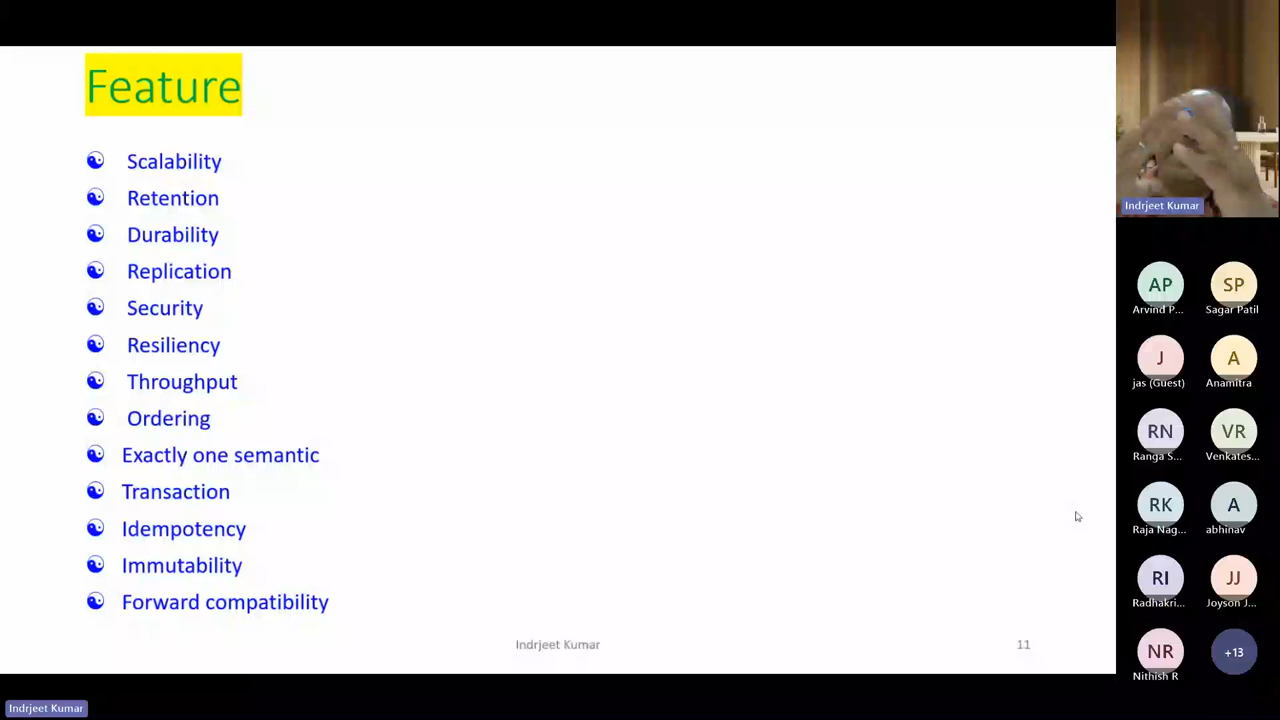 Feature
Scalability
Retention
Durability
Replication
Security
Resiliency
Throughput
Ordering
Exactly one semantic
Transaction
Idempotency
Immutability
Forward compatibility
Indrjeet Kumar
11
Indrjeet Kumar
AP
SP
Arvind P...
Sagar Patil
J
A
jas (Guest)
Anamitra
RN
VR
Ranga S...
Venkates...
RK
A
Raja Nag...
abhinav
RI
JJ
Radhakri...
Joyson J...
NR
+13
Nithish R
Indrjeet Kumar